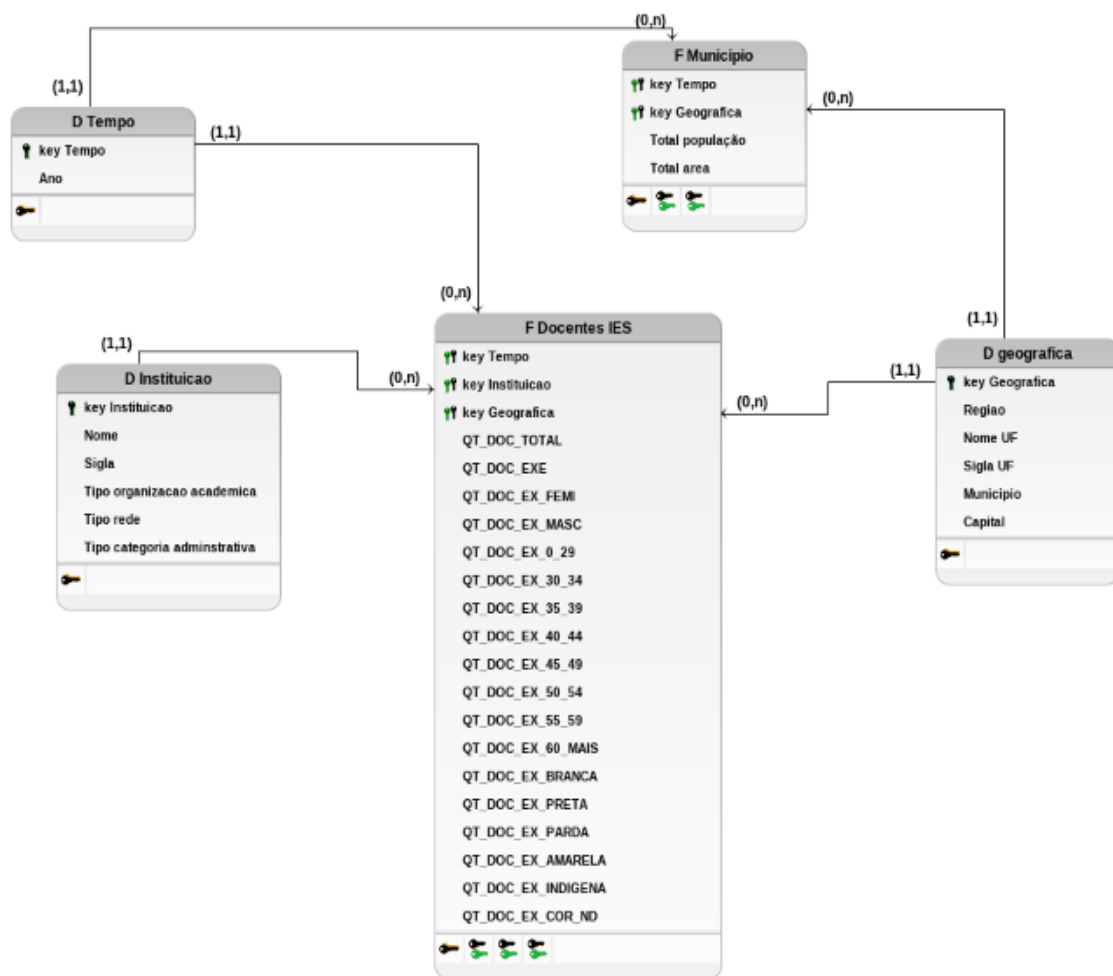 (0,n)
F Municipio
key Tempo
key Geografica
Total população
Total area
(1,1)
(0,n)
D Tempo
key Tempo
Ano
(1,1)
(0,n)
F Docentes IES
key Tempo
key Instituicao
key Geografica
QT_DOC_TOTAL
QT_DOC_EXE
QT_DOC_EX_FEMI
QT_DOC_EX_MASC
QT_DOC_EX_0_29
QT_DOC_EX_30_34
QT_DOC_EX_35_39
QT_DOC_EX_40_44
QT_DOC_EX_45_49
QT_DOC_EX_50_54
QT_DOC_EX_55_59
QT_DOC_EX_60_MAIS
QT_DOC_EX_BRANCA
QT_DOC_EX_PRETA
QT_DOC_EX_PARDA
QT_DOC_EX_AMARELA
QT_DOC_EX_INDIGENA
QT_DOC_EX_COR_ND
(1,1)
(0,n)
D Instituicao
key Instituicao
Nome
Sigla
Tipo organizacao academica
Tipo rede
Tipo categoria adminstrativa
(1,1)
(1,1)
(0,n)
D geografica
key Geografica
Regiao
Nome UF
Sigla UF
Municipio
Capital